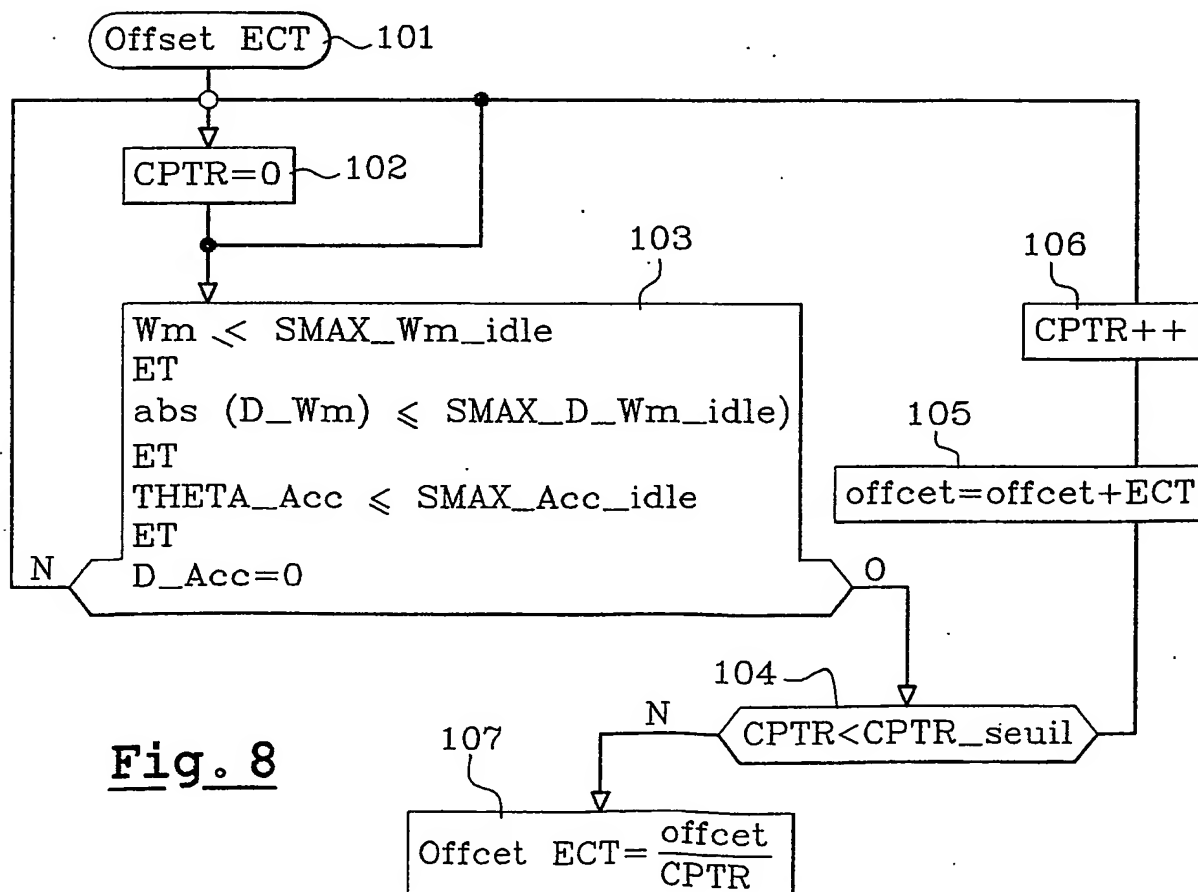 Offset ECT
101
CPTR=0
102
103
Wm ⩽ SMAX_Wm_idle
ET
abs (D_Wm) ⩽ SMAX_D_Wm_idle)
ET
THETA_Acc ⩽ SMAX_Acc_idle
ET
D_Acc=0
N
O
106
CPTR++
105
offcet=offcet+ECT
104
CPTR<CPTR_seuil
N
107
Offcet ECT=offcet
CPTR
Fig. 8